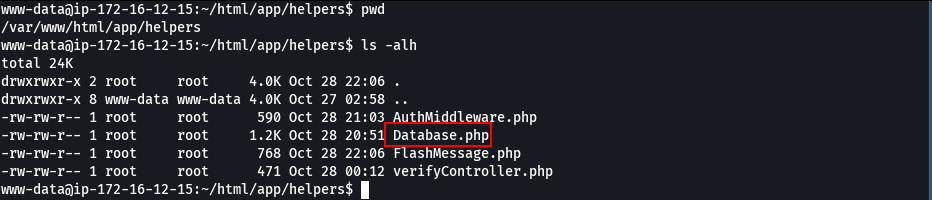 www-data@ip-172-16-12-15:~/html/app/helpers$ pwd
/var/www/html/app/helpers
www-data@ip-172-16-12-15:~/html/app/helpers$ ls -alh
total 24K
drwxrwxr-x 2 root     root     4.0K Oct 28 22:06 .
drwxrwxr-x 8 www-data www-data 4.0K Oct 27 02:58 ..
-rw-rw-r-- 1 root     root      590 Oct 28 21:03 AuthMiddleware.php
-rw-rw-r-- 1 root     root     1.2K Oct 28 20:51 Database.php
-rw-rw-r-- 1 root     root      768 Oct 28 22:06 FlashMessage.php
-rw-rw-r-- 1 root     root      471 Oct 28 00:12 verifyController.php
www-data@ip-172-16-12-15:~/html/app/helpers$